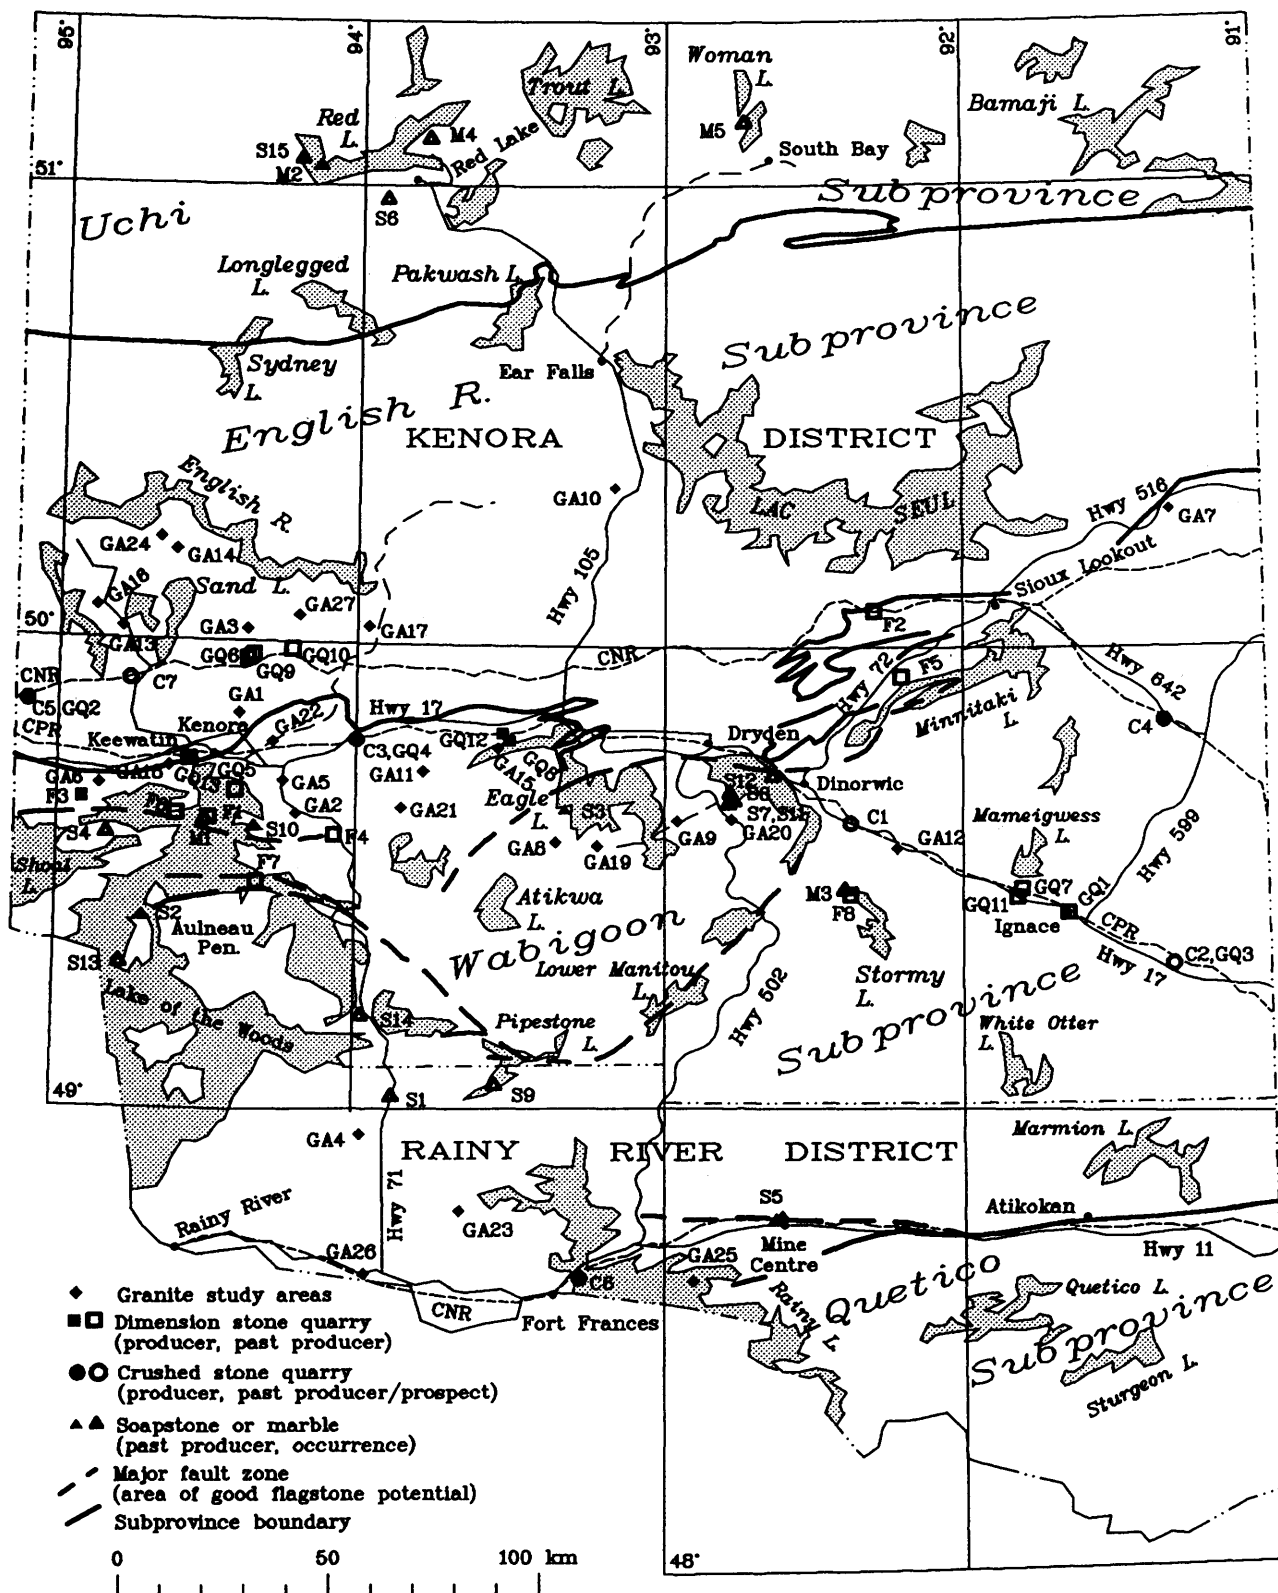 95°
94°
93°
92°
91°
Woman
L.
Trout L.
Bamaji L.
Red
L.
M4
M5
Red Lake
South Bay
S15
M2
51°
S6
Subprovince
Uchi
Longlegged
L.
Pakwash L.
Subprovince
Sydney
L.
Ear Falls
English R.
KENORA
DISTRICT
English R.
GA10
LAC
SEUL
Hwy 516
GA7
GA24
GA14
Sand L.
GA16
GA27
Hwy 105
Sioux Lookout
50°
GA13
GA3
GA17
F2
GQ6
GQ9
GQ10
CNR
CNR
C7
Hwy 72
F5
Hwy 642
C5,GQ2
GA1
Hwy 17
Minnitaki
L.
CPR
Kenora
GA22
Keewatin
C3,GQ4
GQ12
GQ8
Dryden
C4
GA6
GQ5
GA5
GA11
GA15
Dinorwic
F3
GA2
GA21
Eagle
L.
S3
S12
S7,S11
GA20
C1
S4
F1
M1
S10
F4
GA8
GA19
GA9
GA12
Mameigwess
L.
Hwy 599
Shoal
L.
F7
Atikwa
L.
M3
F8
GQ7
GQ11
GQ1
Ignace
CPR
S2
Aulneau
Pen.
Wabigoon
C2,GQ3
Hwy 17
S13
Lower Manitou
L.
Stormy
L.
Lake of the Woods
S14
Pipestone
L.
Hwy 502
Subprovince
White Otter
L.
49°
S1
S9
GA4
RAINY
RIVER
DISTRICT
Marmion L.
Rainy River
Hwy 71
GA23
S5
Atikokan
GA26
Mine
Centre
Hwy 11
C6
GA25
CNR
Fort Frances
Rainy L.
Quetico
Quetico L.
Subprovince
Sturgeon L.
Granite study areas
Dimension stone quarry
(producer, past producer)
Crushed stone quarry
(producer, past producer/prospect)
Soapstone or marble
(past producer, occurrence)
Major fault zone
(area of good flagstone potential)
Subprovince boundary
0 50 100 km
48°